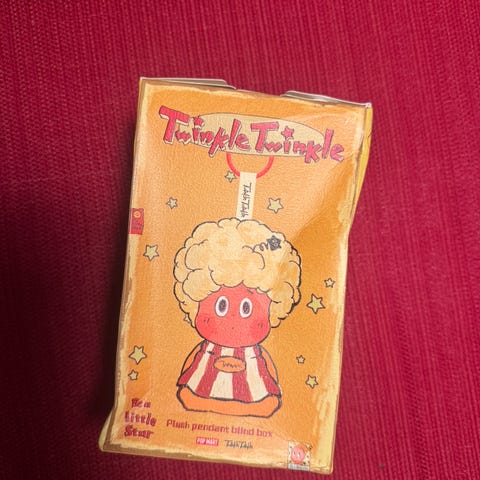 Twinkle Twinkle
Be a
Little
Star
Plush pendant blind box
POP MART